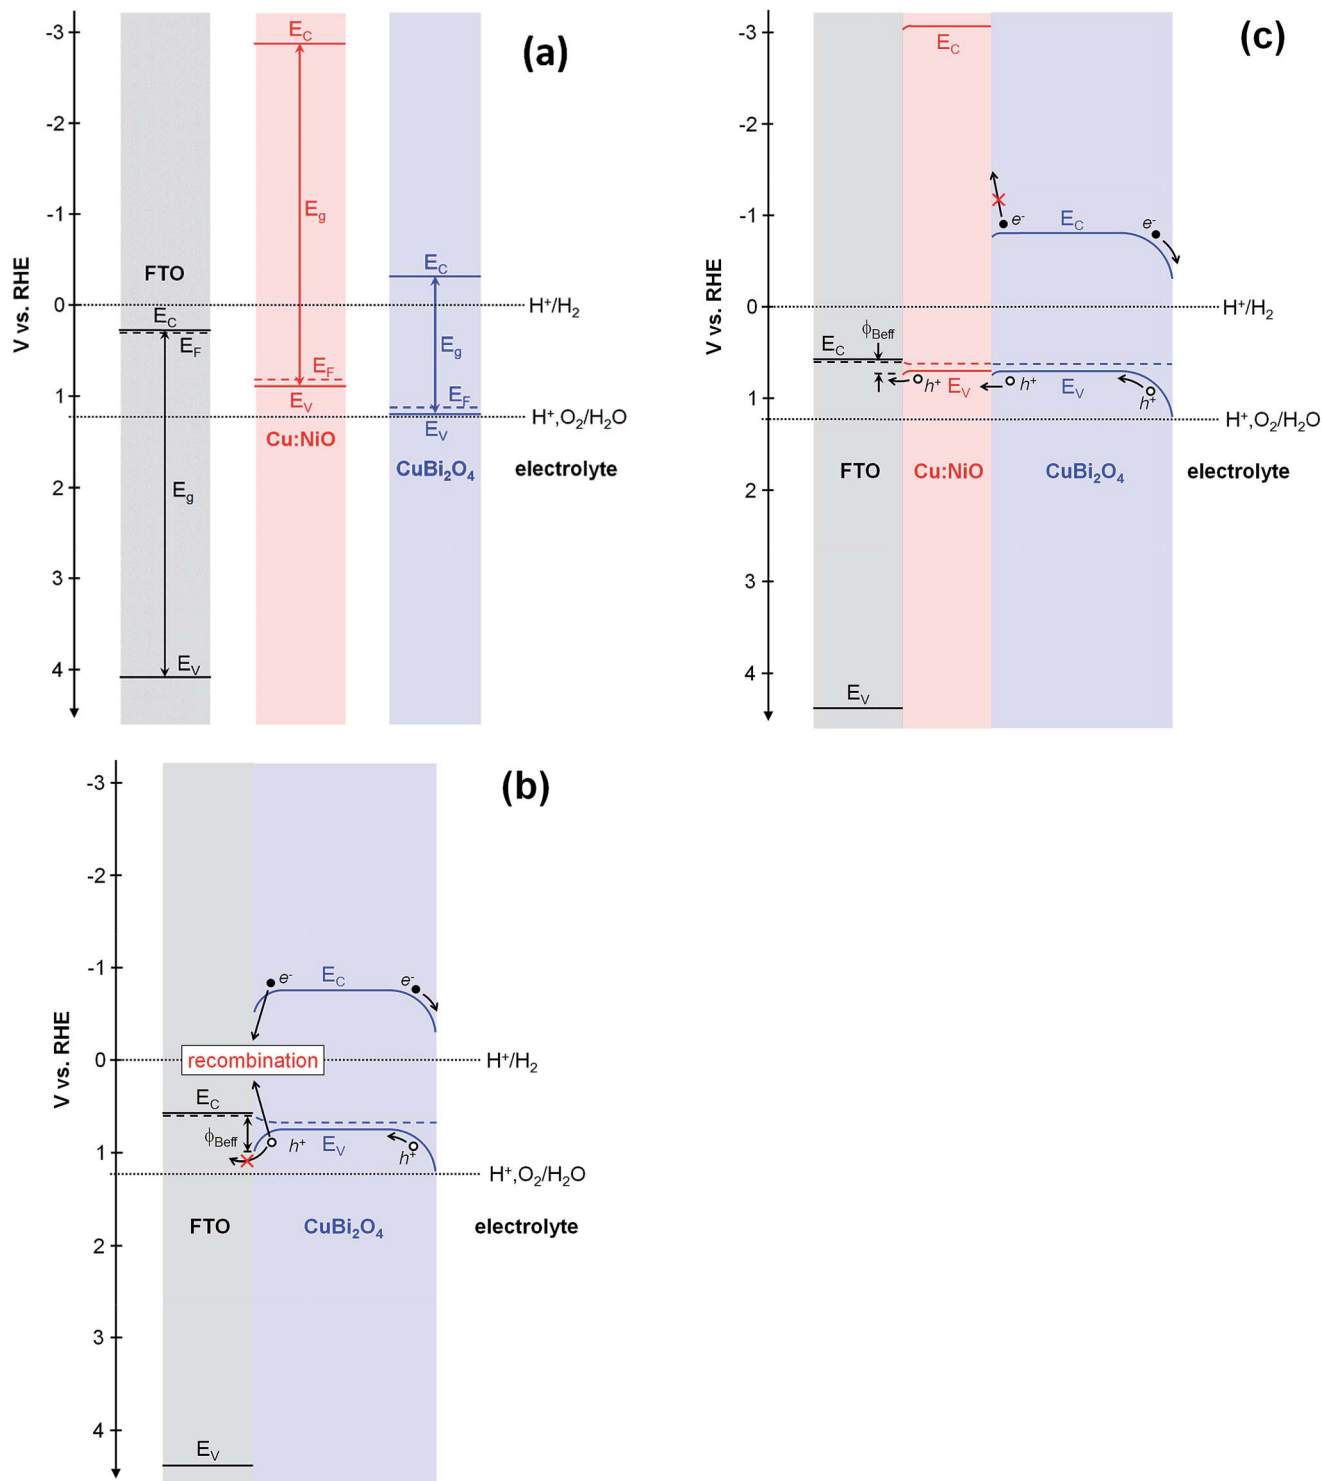 (a)
V vs. RHE
-3
-2
-1
0
1
2
3
4
FTO
E_C
E_F
E_g
E_V
E_C
E_g
E_F
E_V
Cu:NiO
E_C
E_g
E_F
E_V
CuBi₂O₄
H⁺/H₂
H⁺,O₂/H₂O
electrolyte
(c)
V vs. RHE
-3
-2
-1
0
1
2
3
4
E_C
e⁻
E_C
e⁻
H⁺/H₂
ϕ_Beff
E_C
h⁺
E_V
h⁺
E_V
h⁺
H⁺,O₂/H₂O
FTO
Cu:NiO
CuBi₂O₄
electrolyte
E_V
(b)
V vs. RHE
-3
-2
-1
0
1
2
3
4
e⁻
E_C
e⁻
recombination
H⁺/H₂
E_C
ϕ_Beff
h⁺
E_V
h⁺
H⁺,O₂/H₂O
FTO
CuBi₂O₄
electrolyte
E_V